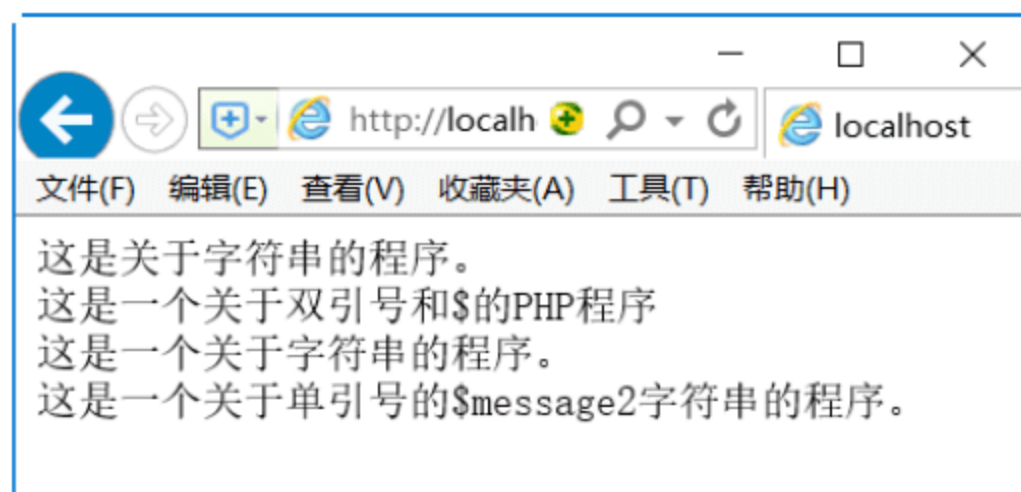 http://localh
localhost
文件(F) 编辑(E) 查看(V) 收藏夹(A) 工具(T) 帮助(H)
这是关于字符串的程序。
这是一个关于双引号和$的PHP程序
这是一个关于字符串的程序。
这是一个关于单引号的$message2字符串的程序。